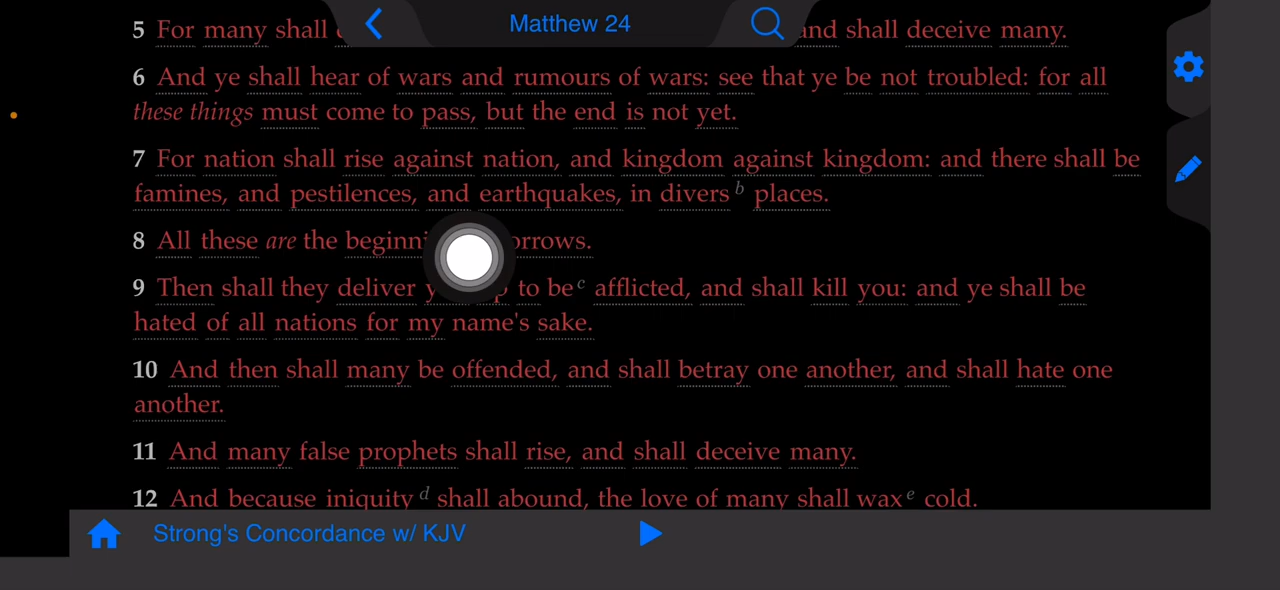 Matthew 24
5 For many shall and shall deceive many.
6 And ye shall hear of wars and rumours of wars: see that ye be not troubled: for all
these things must come to pass, but the end is not yet.
7 For nation shall rise against nation, and kingdom against kingdom: and there shall be
famines, and pestilences, and earthquakes, in divers b places.
8 All these are the beginni orrows.
9 Then shall they deliver to be c afflicted, and shall kill you: and ye shall be
hated of all nations for my name's sake.
10 And then shall many be offended, and shall betray one another, and shall hate one
another.
11 And many false prophets shall rise, and shall deceive many.
12 And because iniquity d shall abound, the love of many shall wax e cold.
Strong's Concordance w/ KJV